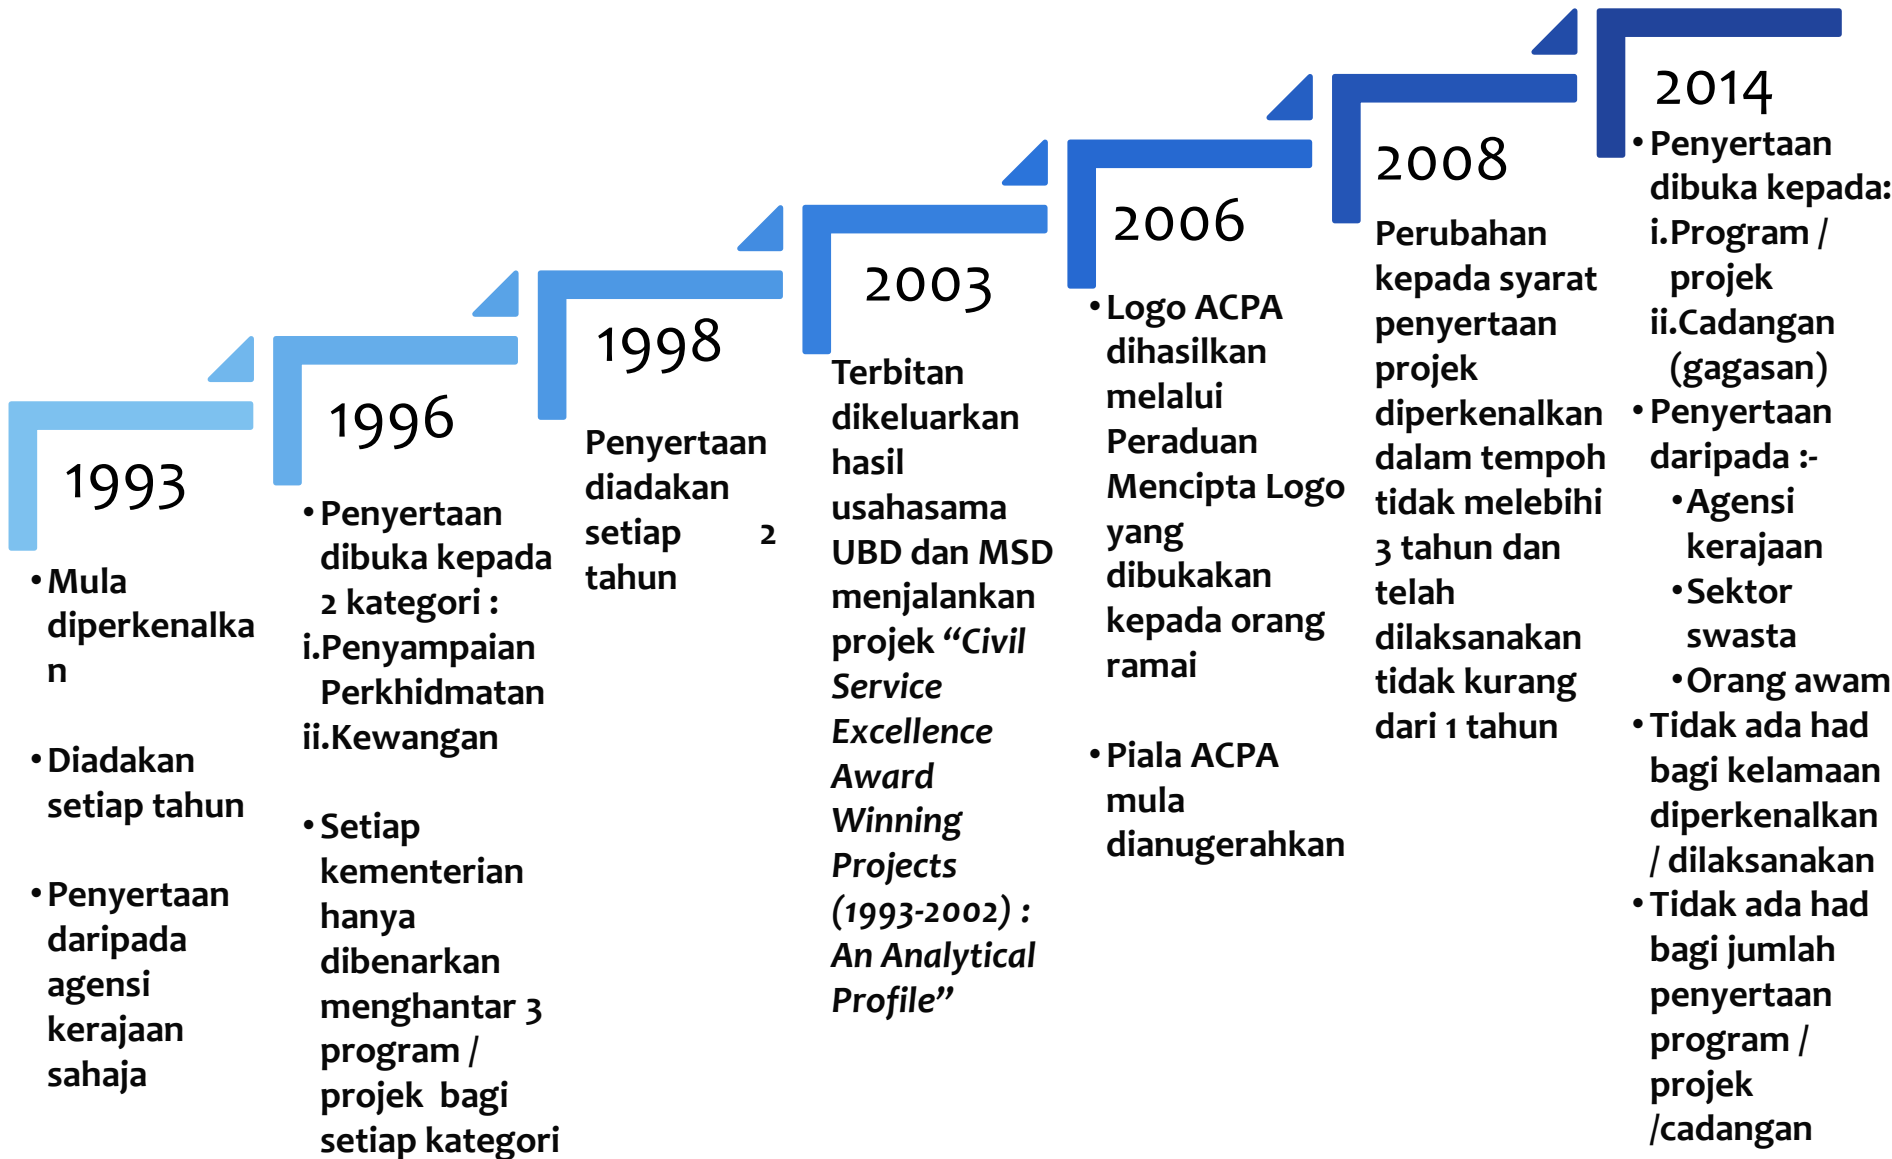 1993
•Mula
diperkenalka
n
•Diadakan
setiap tahun
•Penyertaan
daripada
agensi
kerajaan
sahaja
1996
•Penyertaan
dibuka kepada
2 kategori :
i.Penyampaian
Perkhidmatan
ii.Kewangan
•Setiap
kementerian
hanya
dibenarkan
menghantar 3
program /
projek bagi
setiap kategori
1998
Penyertaan
diadakan
setiap 2
tahun
2003
Terbitan
dikeluarkan
hasil
usahasama
UBD dan MSD
menjalankan
projek “Civil
Service
Excellence
Award
Winning
Projects
(1993-2002) :
An Analytical
Profile”
2006
•Logo ACPA
dihasilkan
melalui
Peraduan
Mencipta Logo
yang
dibukakan
kepada orang
ramai
•Piala ACPA
mula
dianugerahkan
2008
Perubahan
kepada syarat
penyertaan
projek
diperkenalkan
dalam tempoh
tidak melebihi
3 tahun dan
telah
dilaksanakan
tidak kurang
dari 1 tahun
2014
•Penyertaan
dibuka kepada:
i.Program /
projek
ii.Cadangan
(gagasan)
•Penyertaan
daripada :-
•Agensi
kerajaan
•Sektor
swasta
•Orang awam
•Tidak ada had
bagi kelamaan
diperkenalkan
/ dilaksanakan
•Tidak ada had
bagi jumlah
penyertaan
program /
projek
/cadangan